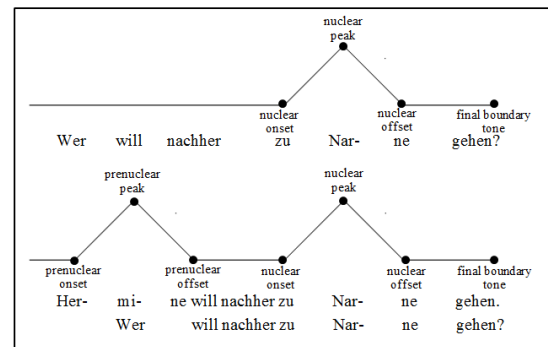 nuclear
peak
nuclear
onset
nuclear
offset
final boundary
tone
Wer will nachher zu Nar- ne gehen?
prenuclear
peak
nuclear
peak
prenuclear
onset
prenuclear
offset
nuclear
onset
nuclear
offset
final boundary
tone
Her- mi- ne will nachher zu Nar- ne gehen.
Wer will nachher zu Nar- ne gehen?